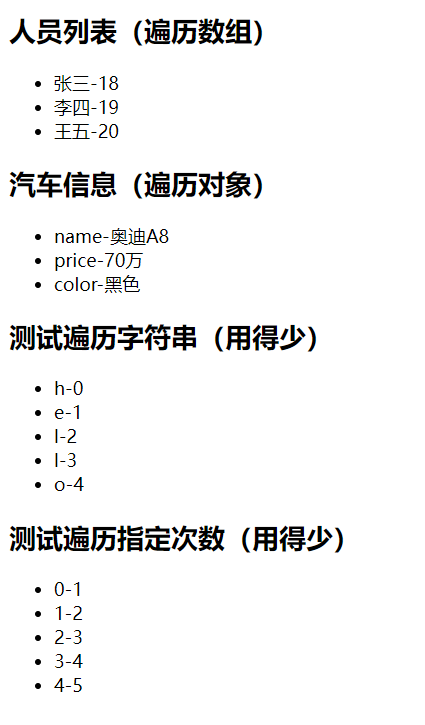 人员列表（遍历数组）
张三-18
李四-19
王五-20
汽车信息（遍历对象）
name-奥迪A8
price-70万
color-黑色
测试遍历字符串（用得少）
h-0
e-1
l-2
l-3
o-4
测试遍历指定次数（用得少）
0-1
1-2
2-3
3-4
4-5